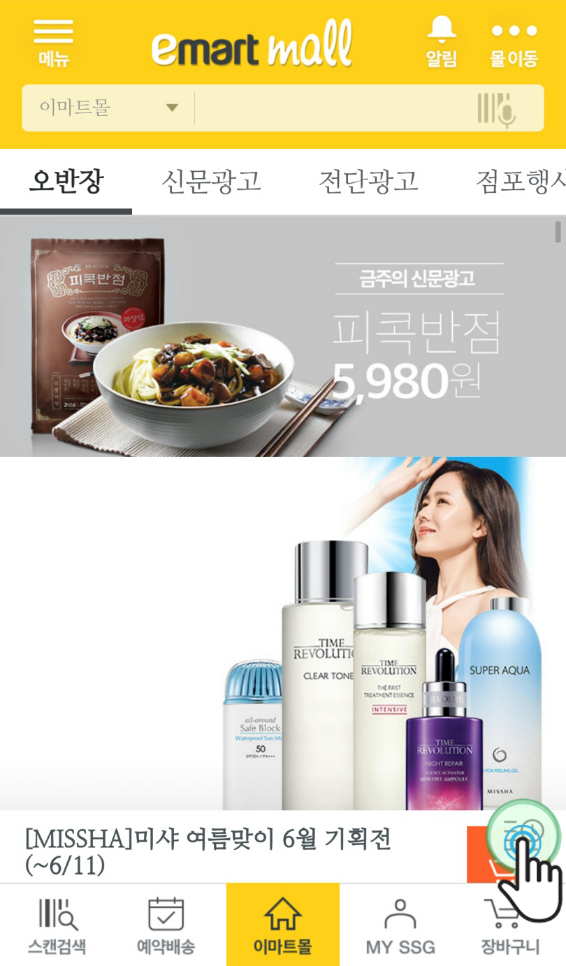 메뉴
emart mall
알림
몰이동
이마트몰
오반장
신문광고
전단광고
점포행사
피콕반점
금주의 신문광고
피콕반점
5,980원
TIME
REVOLUTION
CLEAR TONER
TIME
REVOLUTION
THE FIRST
TREATMENT ESSENCE
INTENSIVE
SUPER AQUA
all-around
Safe Block
Waterproof Sun Milk
50
TIME
REVOLUTION
NIGHT REPAIR
MISSHA
[MISSHA]미샤 여름맞이 6월 기획전
(~6/11)
스캔검색
예약배송
이마트몰
MY SSG
장바구니